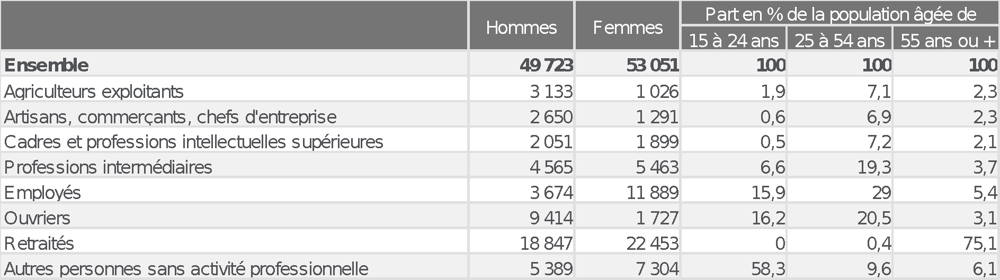 Hommes Femmes Part en % de la population âgée de
15 à 24 ans 25 à 54 ans 55 ans ou +
Ensemble 49 723 53 051 100 100 100
Agriculteurs exploitants 3 133 1 026 1,9 7,1 2,3
Artisans, commerçants, chefs d'entreprise 2 650 1 291 0,6 6,9 2,3
Cadres et professions intellectuelles supérieures 2 051 1 899 0,5 7,2 2,1
Professions intermédiaires 4 565 5 463 6,6 19,3 3,7
Employés 3 674 11 889 15,9 29 5,4
Ouvriers 9 414 1 727 16,2 20,5 3,1
Retraités 18 847 22 453 0 0,4 75,1
Autres personnes sans activité professionnelle 5 389 7 304 58,3 9,6 6,1